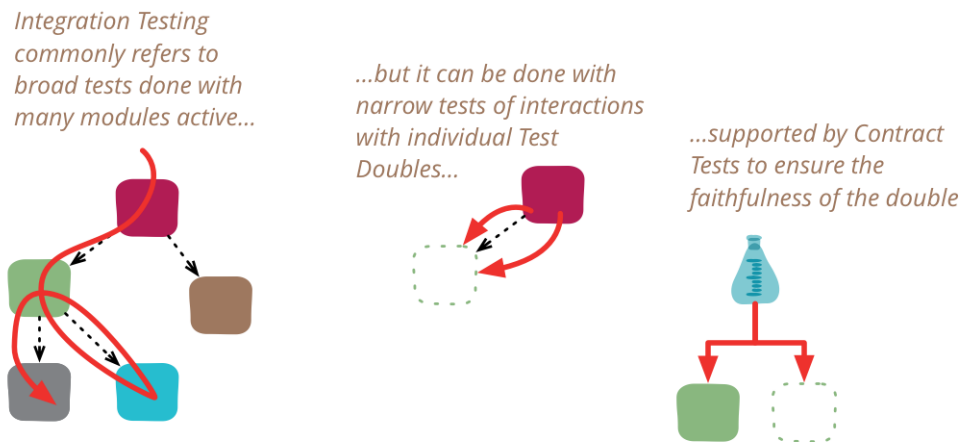 Integration Testing
commonly refers to
broad tests done with
many modules active...
...but it can be done with
narrow tests of interactions
with individual Test
Doubles...
...supported by Contract
Tests to ensure the
faithfulness of the double